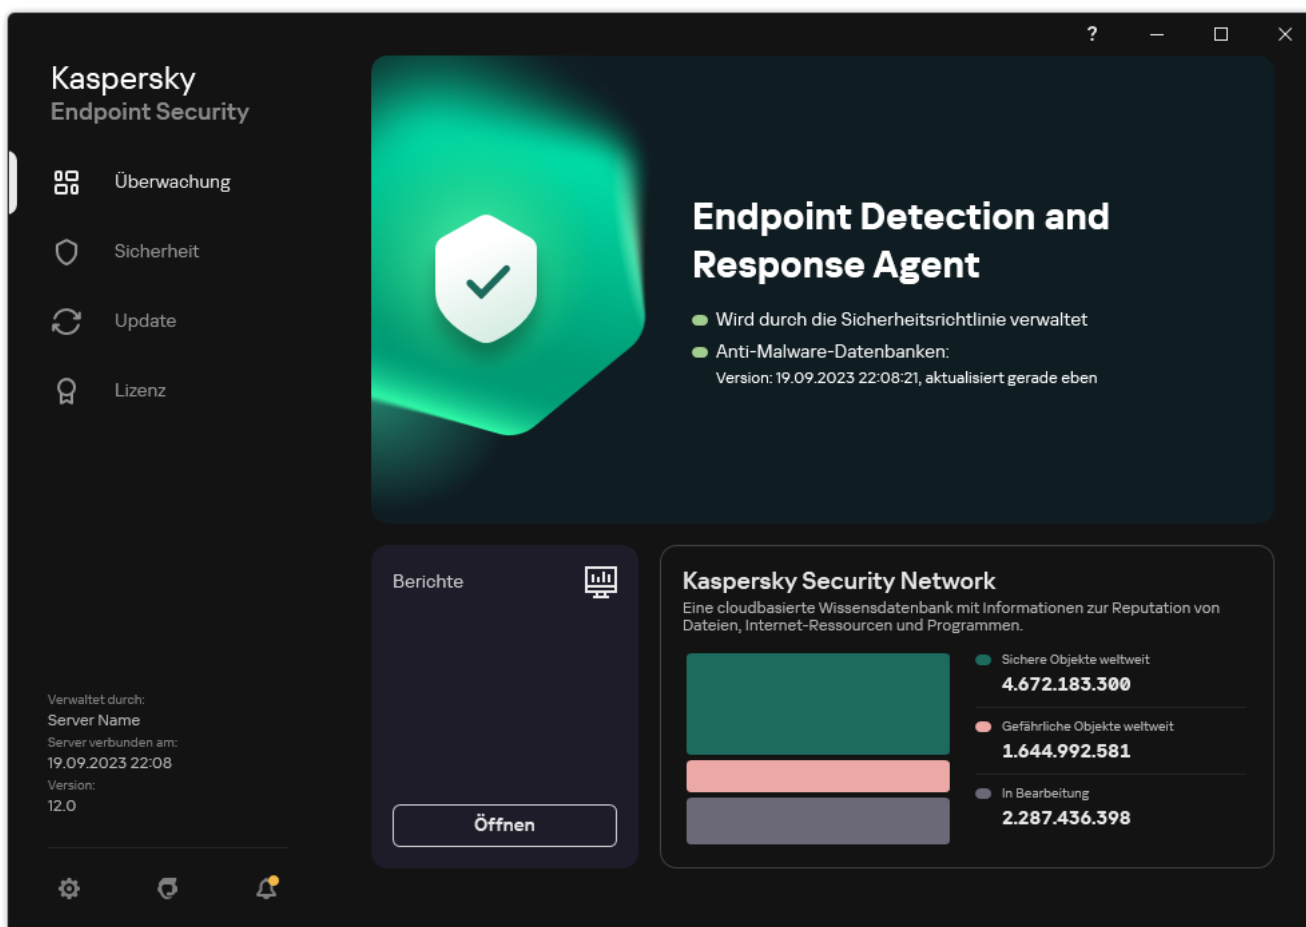 ?
Kaspersky
Endpoint Security
Überwachung
Sicherheit
Update
Lizenz
Endpoint Detection and
Response Agent
Wird durch die Sicherheitsrichtlinie verwaltet
Anti-Malware-Datenbanken:
Version: 19.09.2023 22:08:21, aktualisiert gerade eben
Berichte
Öffnen
Kaspersky Security Network
Eine cloudbasierte Wissensdatenbank mit Informationen zur Reputation von
Dateien, Internet-Ressourcen und Programmen.
Sichere Objekte weltweit
4.672.183.300
Gefährliche Objekte weltweit
1.644.992.581
In Bearbeitung
2.287.436.398
Verwaltet durch:
Server Name
Server verbunden am:
19.09.2023 22:08
Version:
12.0